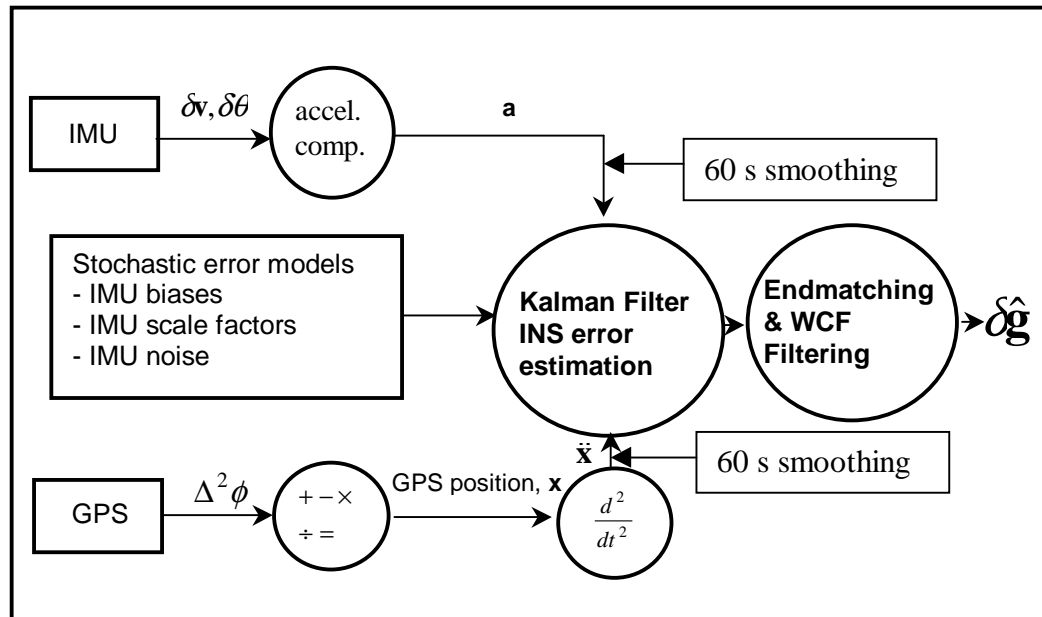 IMU
δv, δθ
accel.
comp.
a
60 s smoothing
Stochastic error models
- IMU biases
- IMU scale factors
- IMU noise
Kalman Filter
INS error
estimation
Endmatching
& WCF
Filtering
δĝ
ẍ
60 s smoothing
GPS
Δ²ϕ
+ − ×
÷ =
GPS position, x
d²
dt²